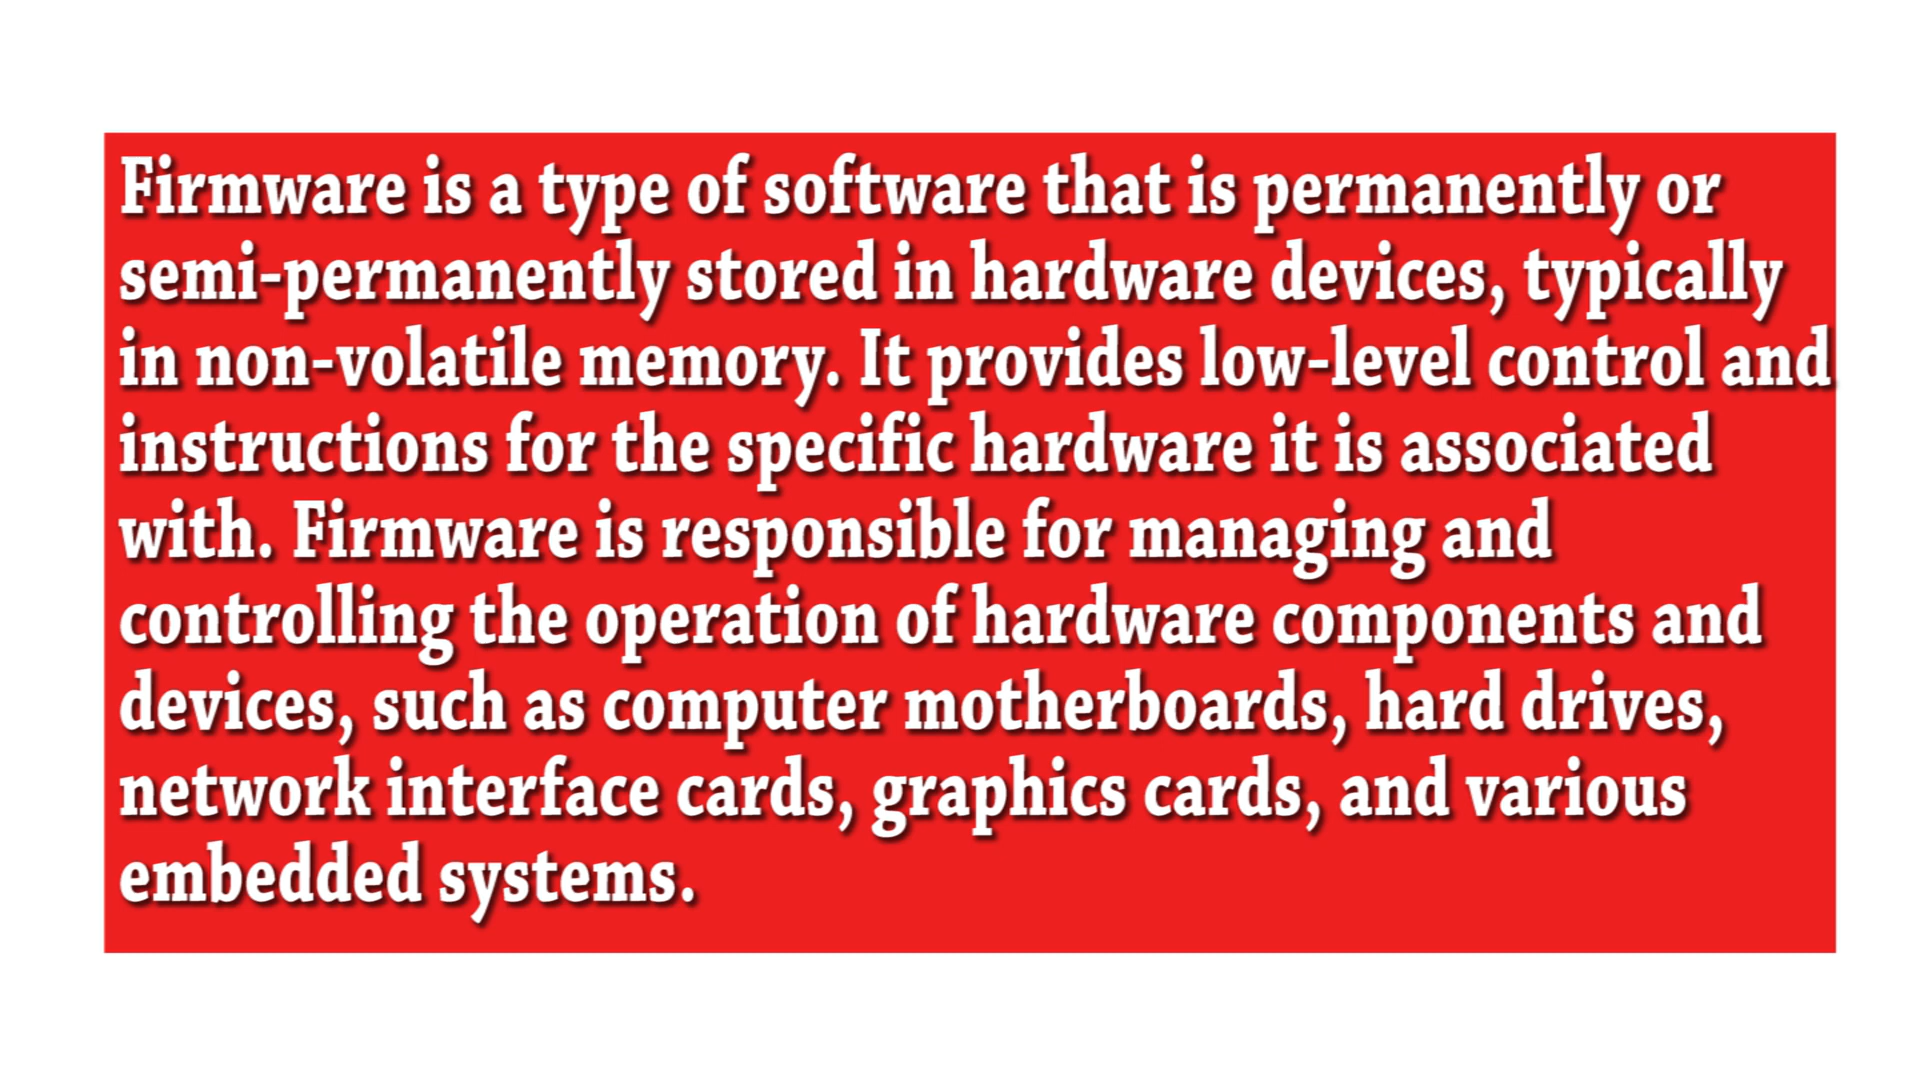 Firmware is a type of software that is permanently or
semi-permanently stored in hardware devices, typically
in non-volatile memory. It provides low-level control and
instructions for the specific hardware it is associated
with. Firmware is responsible for managing and
controlling the operation of hardware components and
devices, such as computer motherboards, hard drives,
network interface cards, graphics cards, and various
embedded systems.